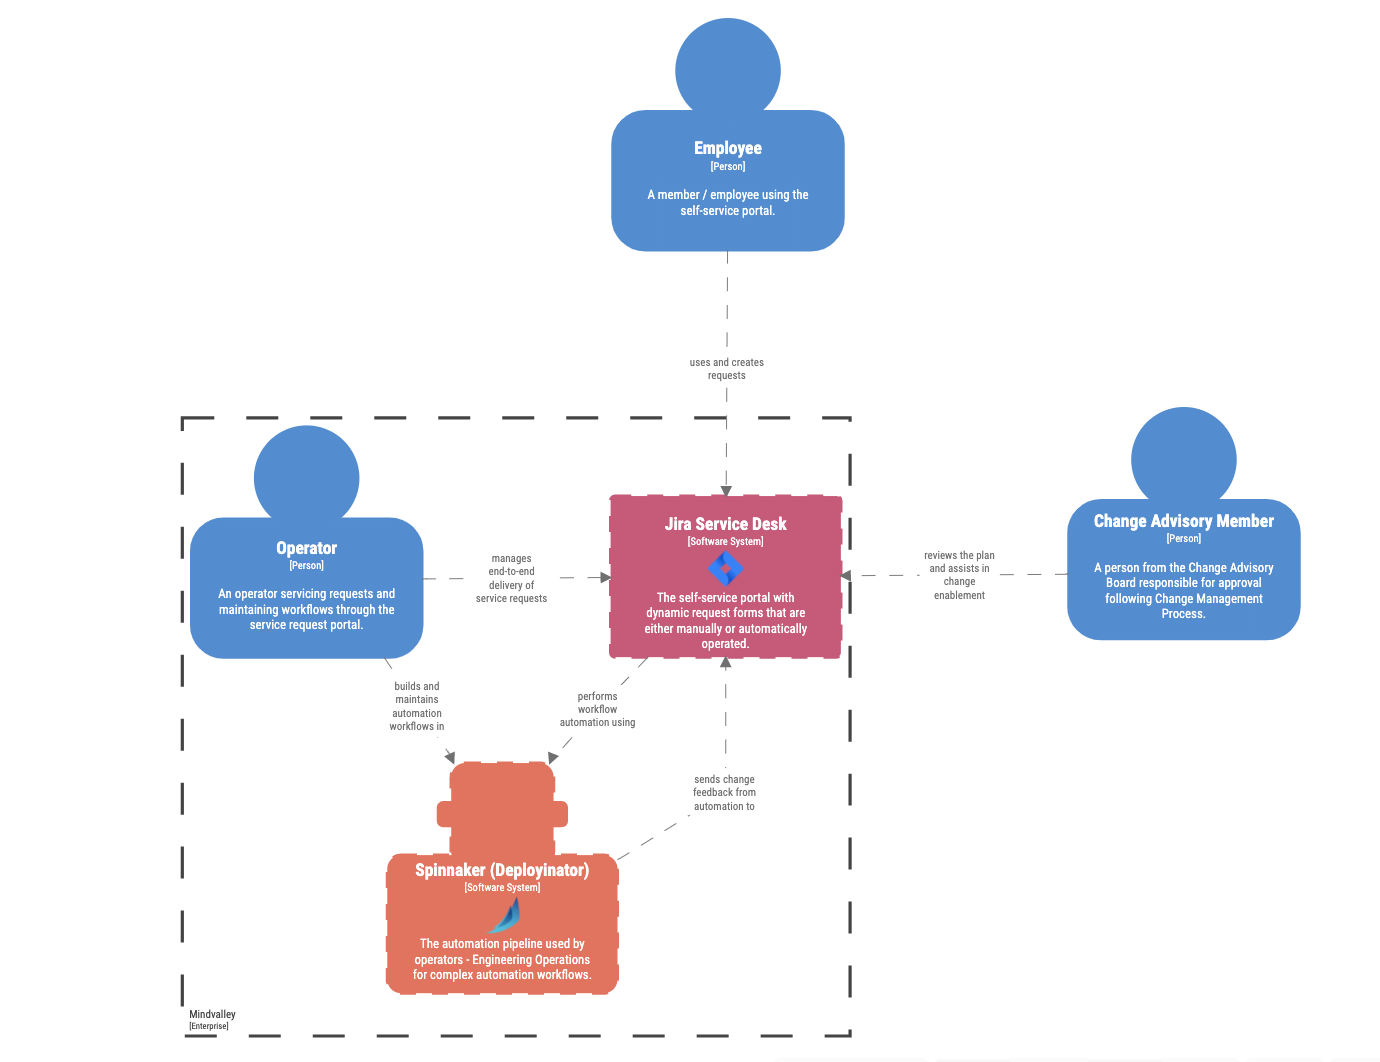 Employee
[Person]
A member / employee using the
self-service portal.
uses and creates
requests
Operator
[Person]
An operator servicing requests and
maintaining workflows through the
service request portal.
manages
end-to-end
delivery of
service requests
Jira Service Desk
[Software System]
The self-service portal with
dynamic request forms that are
either manually or automatically
operated.
reviews the plan
and assists in
change
enablement
Change Advisory Member
[Person]
A person from the Change Advisory
Board responsible for approval
following Change Management
Process.
builds and
maintains
automation
workflows in
performs
workflow
automation using
sends change
feedback from
automation to
Spinnaker (Deployinator)
[Software System]
The automation pipeline used by
operators - Engineering Operations
for complex automation workflows.
Mindvalley
[Enterprise]